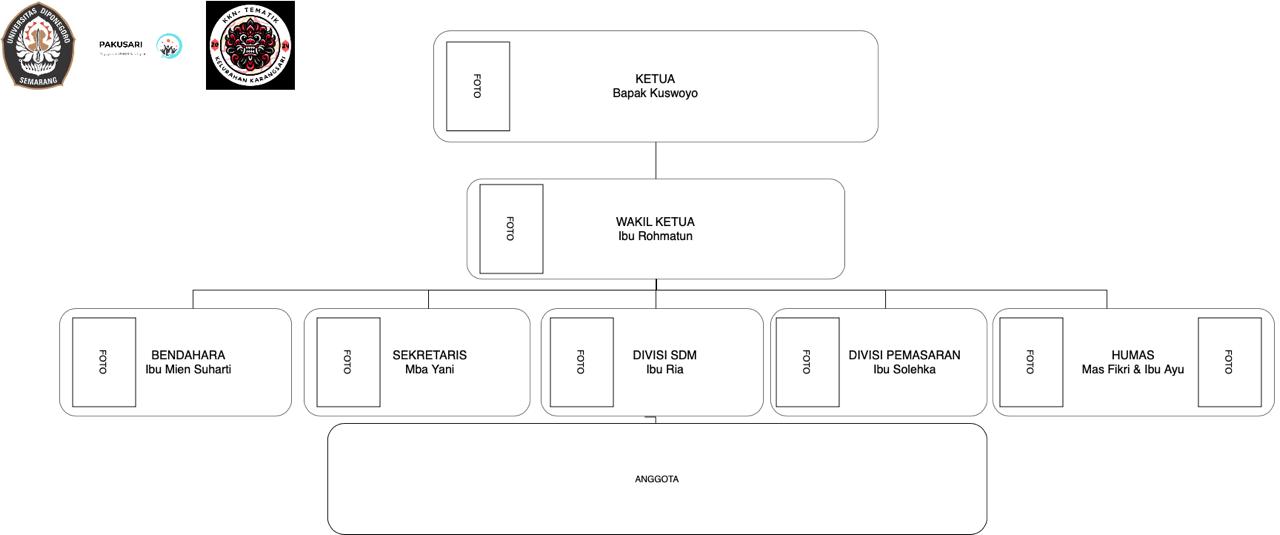 UNIVERSITAS DIPONEGORO
SEMARANG
PAKUSARI
KKN- TEMATIK
20 24
KELURAHAN KARANGSARI
FOTO
KETUA
Bapak Kuswoyo
FOTO
WAKIL KETUA
Ibu Rohmatun
FOTO
BENDAHARA
Ibu Mien Suharti
FOTO
SEKRETARIS
Mba Yani
FOTO
DIVISI SDM
Ibu Ria
FOTO
DIVISI PEMASARAN
Ibu Solehka
FOTO
HUMAS
Mas Fikri & Ibu Ayu
FOTO
ANGGOTA